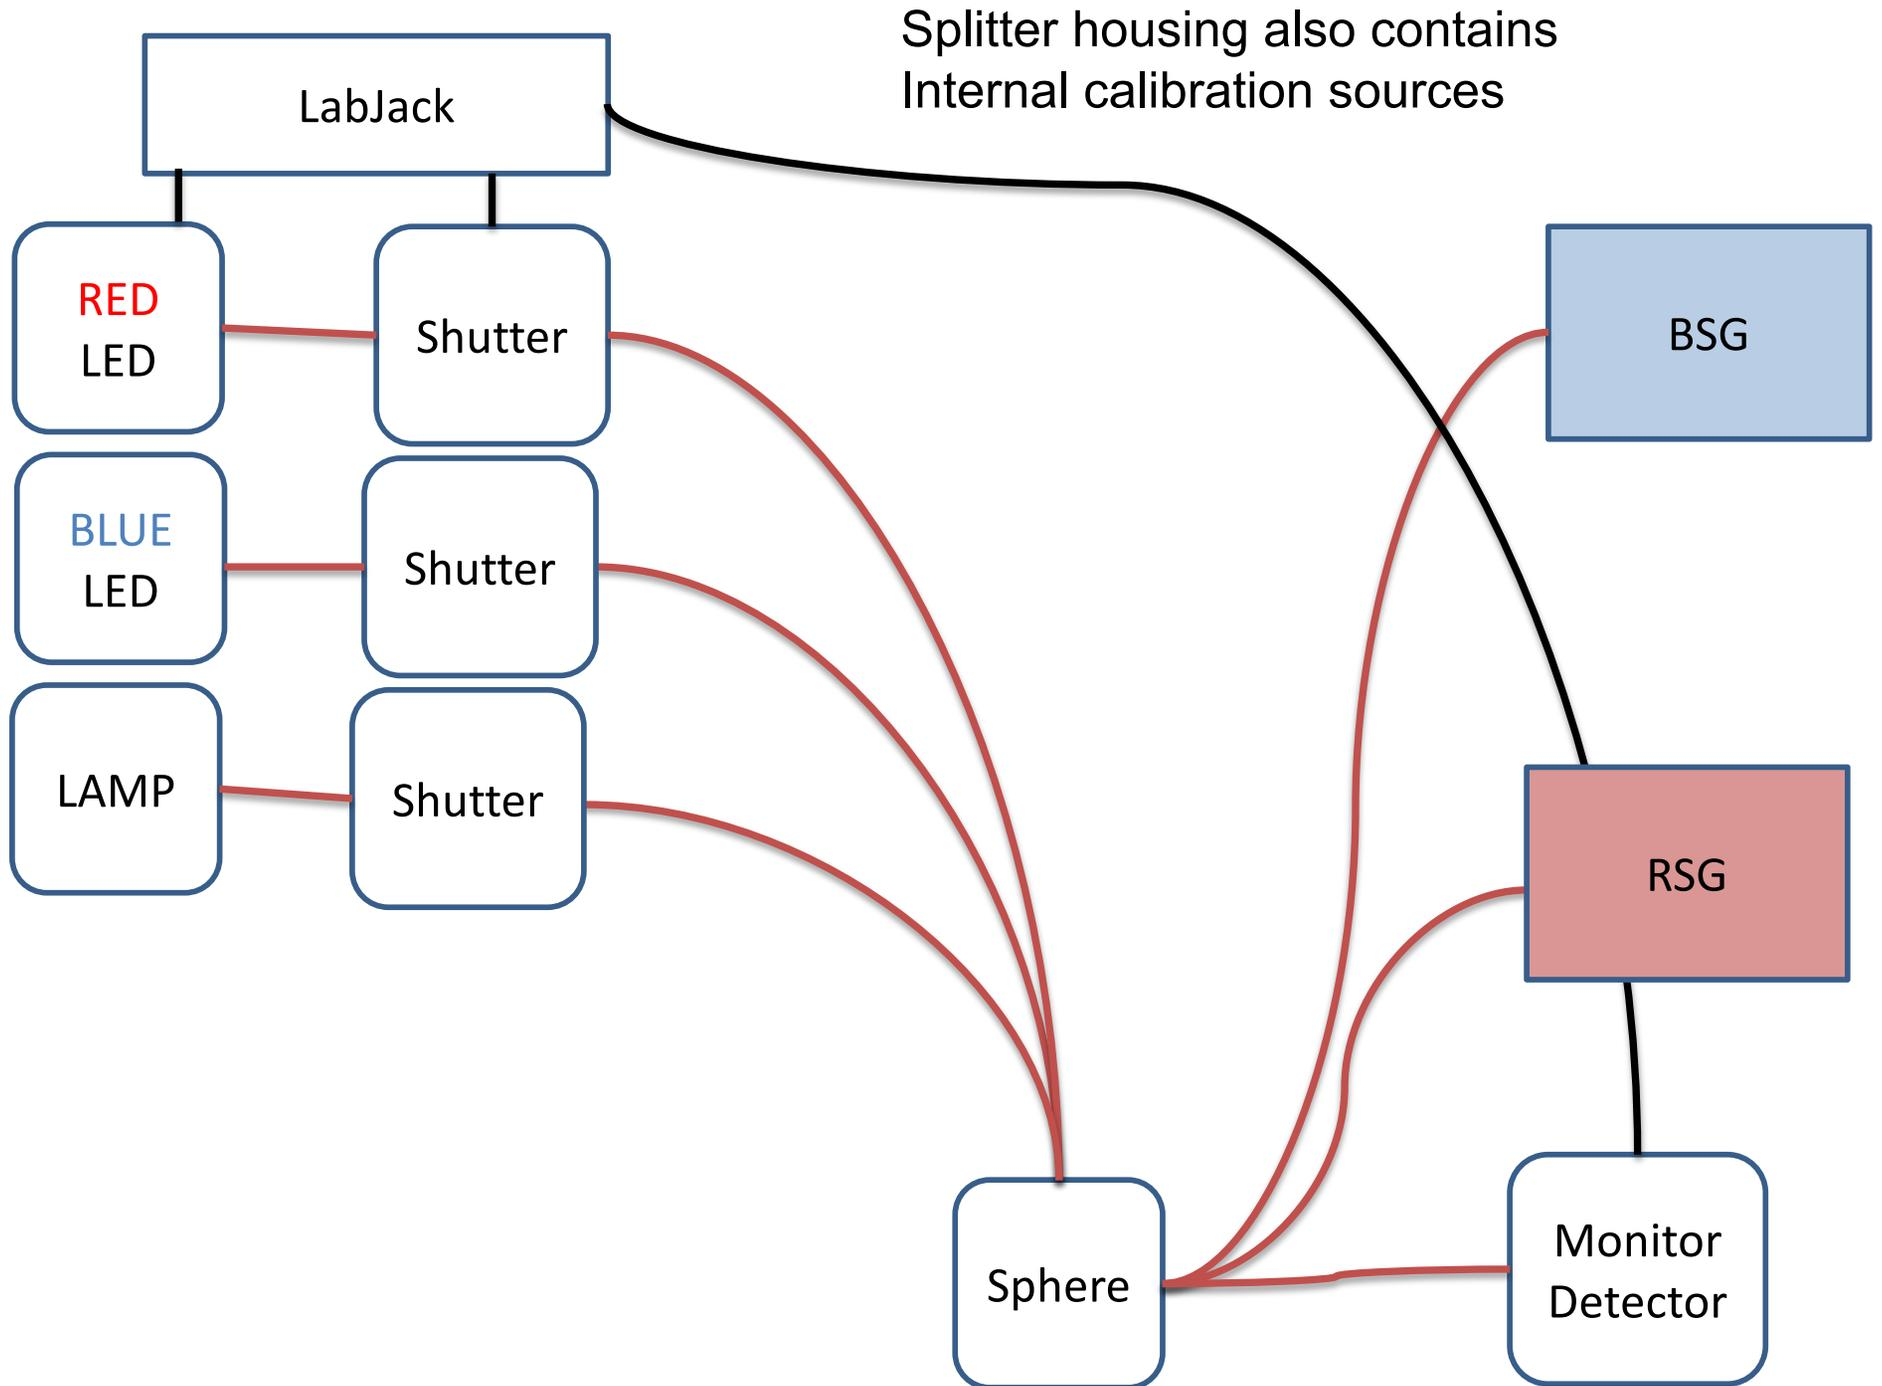 Splitter housing also contains
Internal calibration sources
LabJack
RED
LED
Shutter
BSG
BLUE
LED
Shutter
LAMP
Shutter
RSG
Sphere
Monitor
Detector